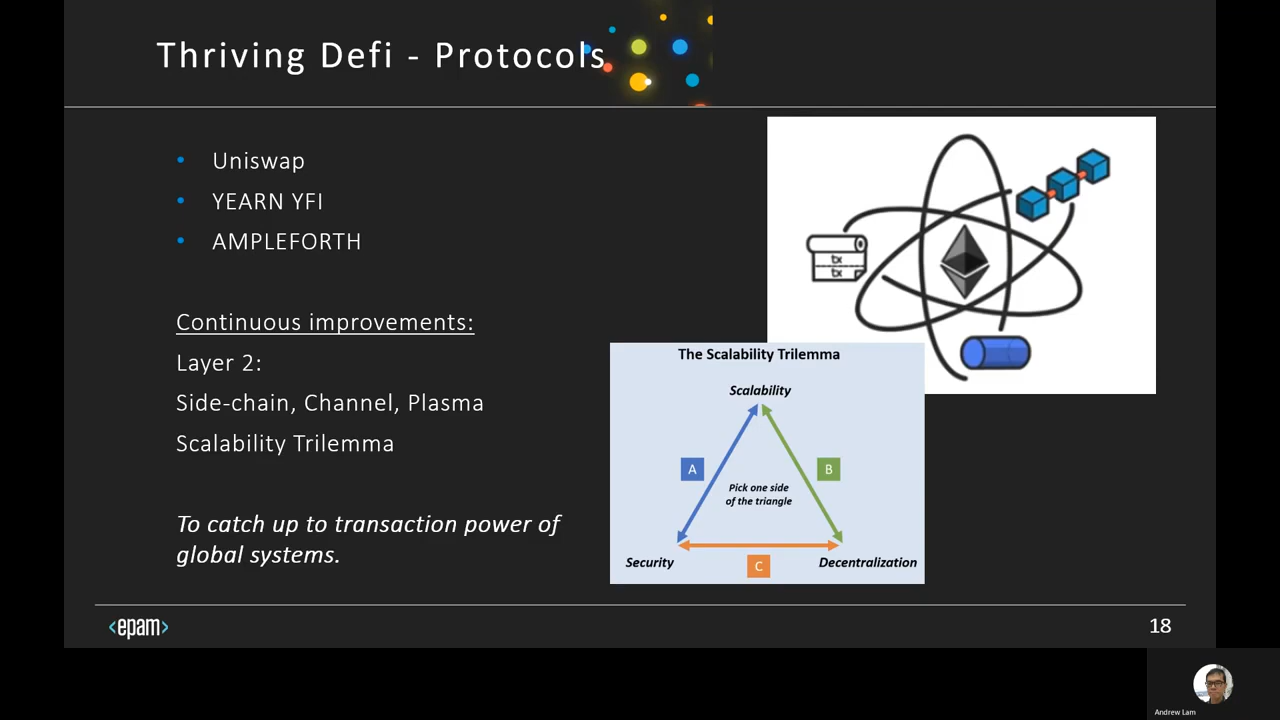 Thriving Defi - Protocols
• Uniswap
• YEARN YFI
• AMPLEFORTH
Continuous improvements:
Layer 2:
Side-chain, Channel, Plasma
Scalability Trilemma
To catch up to transaction power of
global systems.
tx
tx
The Scalability Trilemma
Scalability
A
B
Pick one side
of the triangle
Security
C
Decentralization
<epam>
18
Andrew Lam